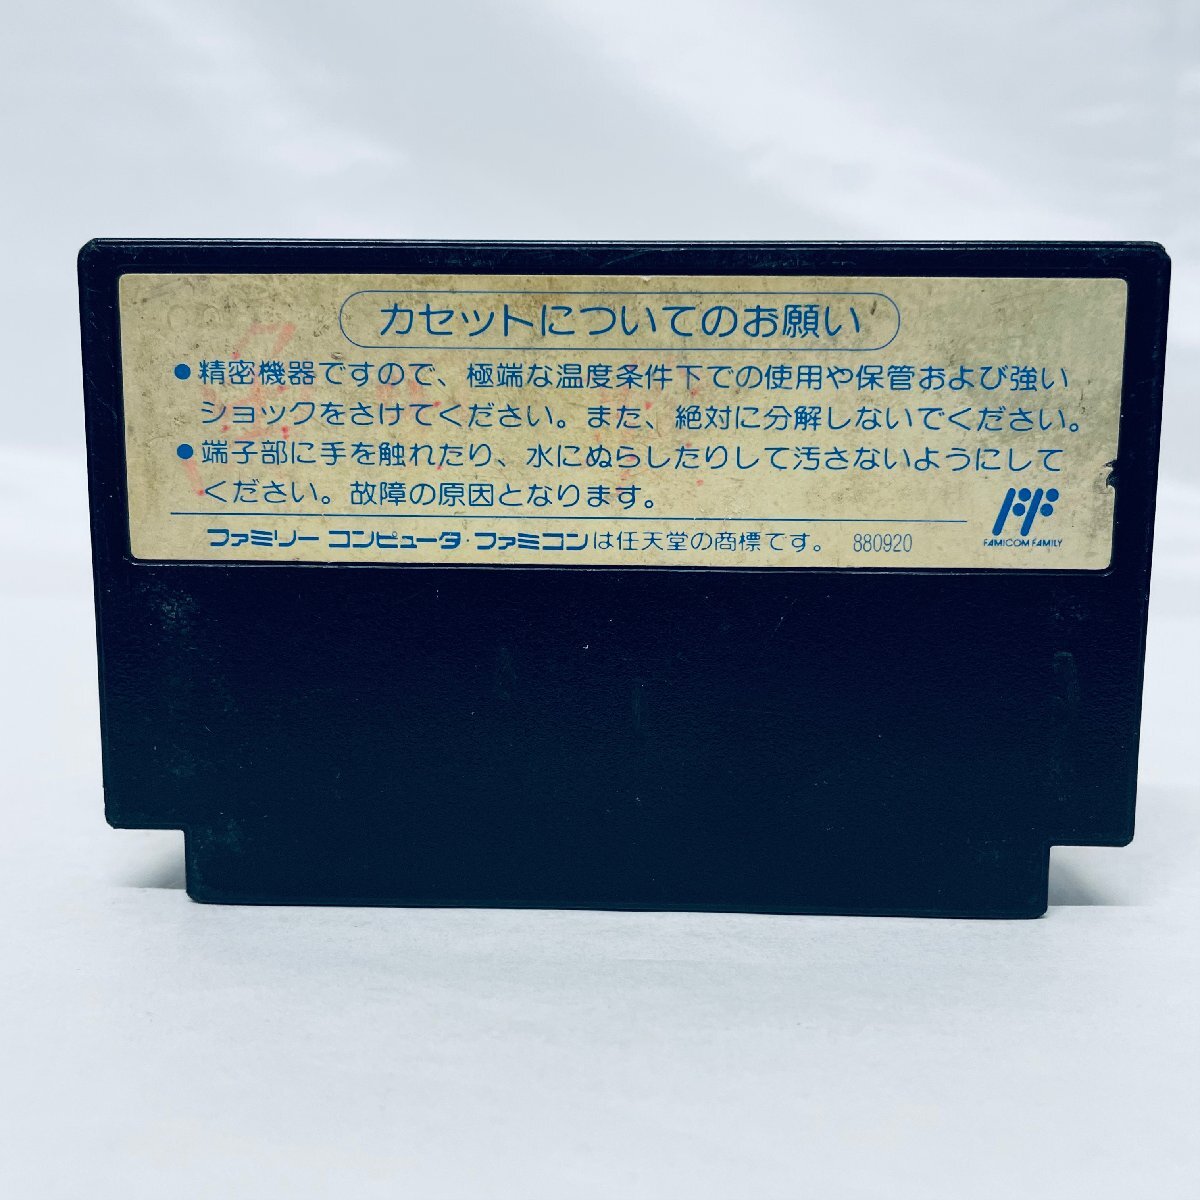 カセットについてのお願い
●精密機器ですので、極端な温度条件下での使用や保管および強い
ショックをさけてください。また、絶対に分解しないでください。
●端子部に手を触れたり、水にぬらしたりして汚さないようにして
ください。故障の原因となります。
ファミリー コンピュータ・ファミコンは任天堂の商標です。 880920
FF
FAMICOM FAMILY